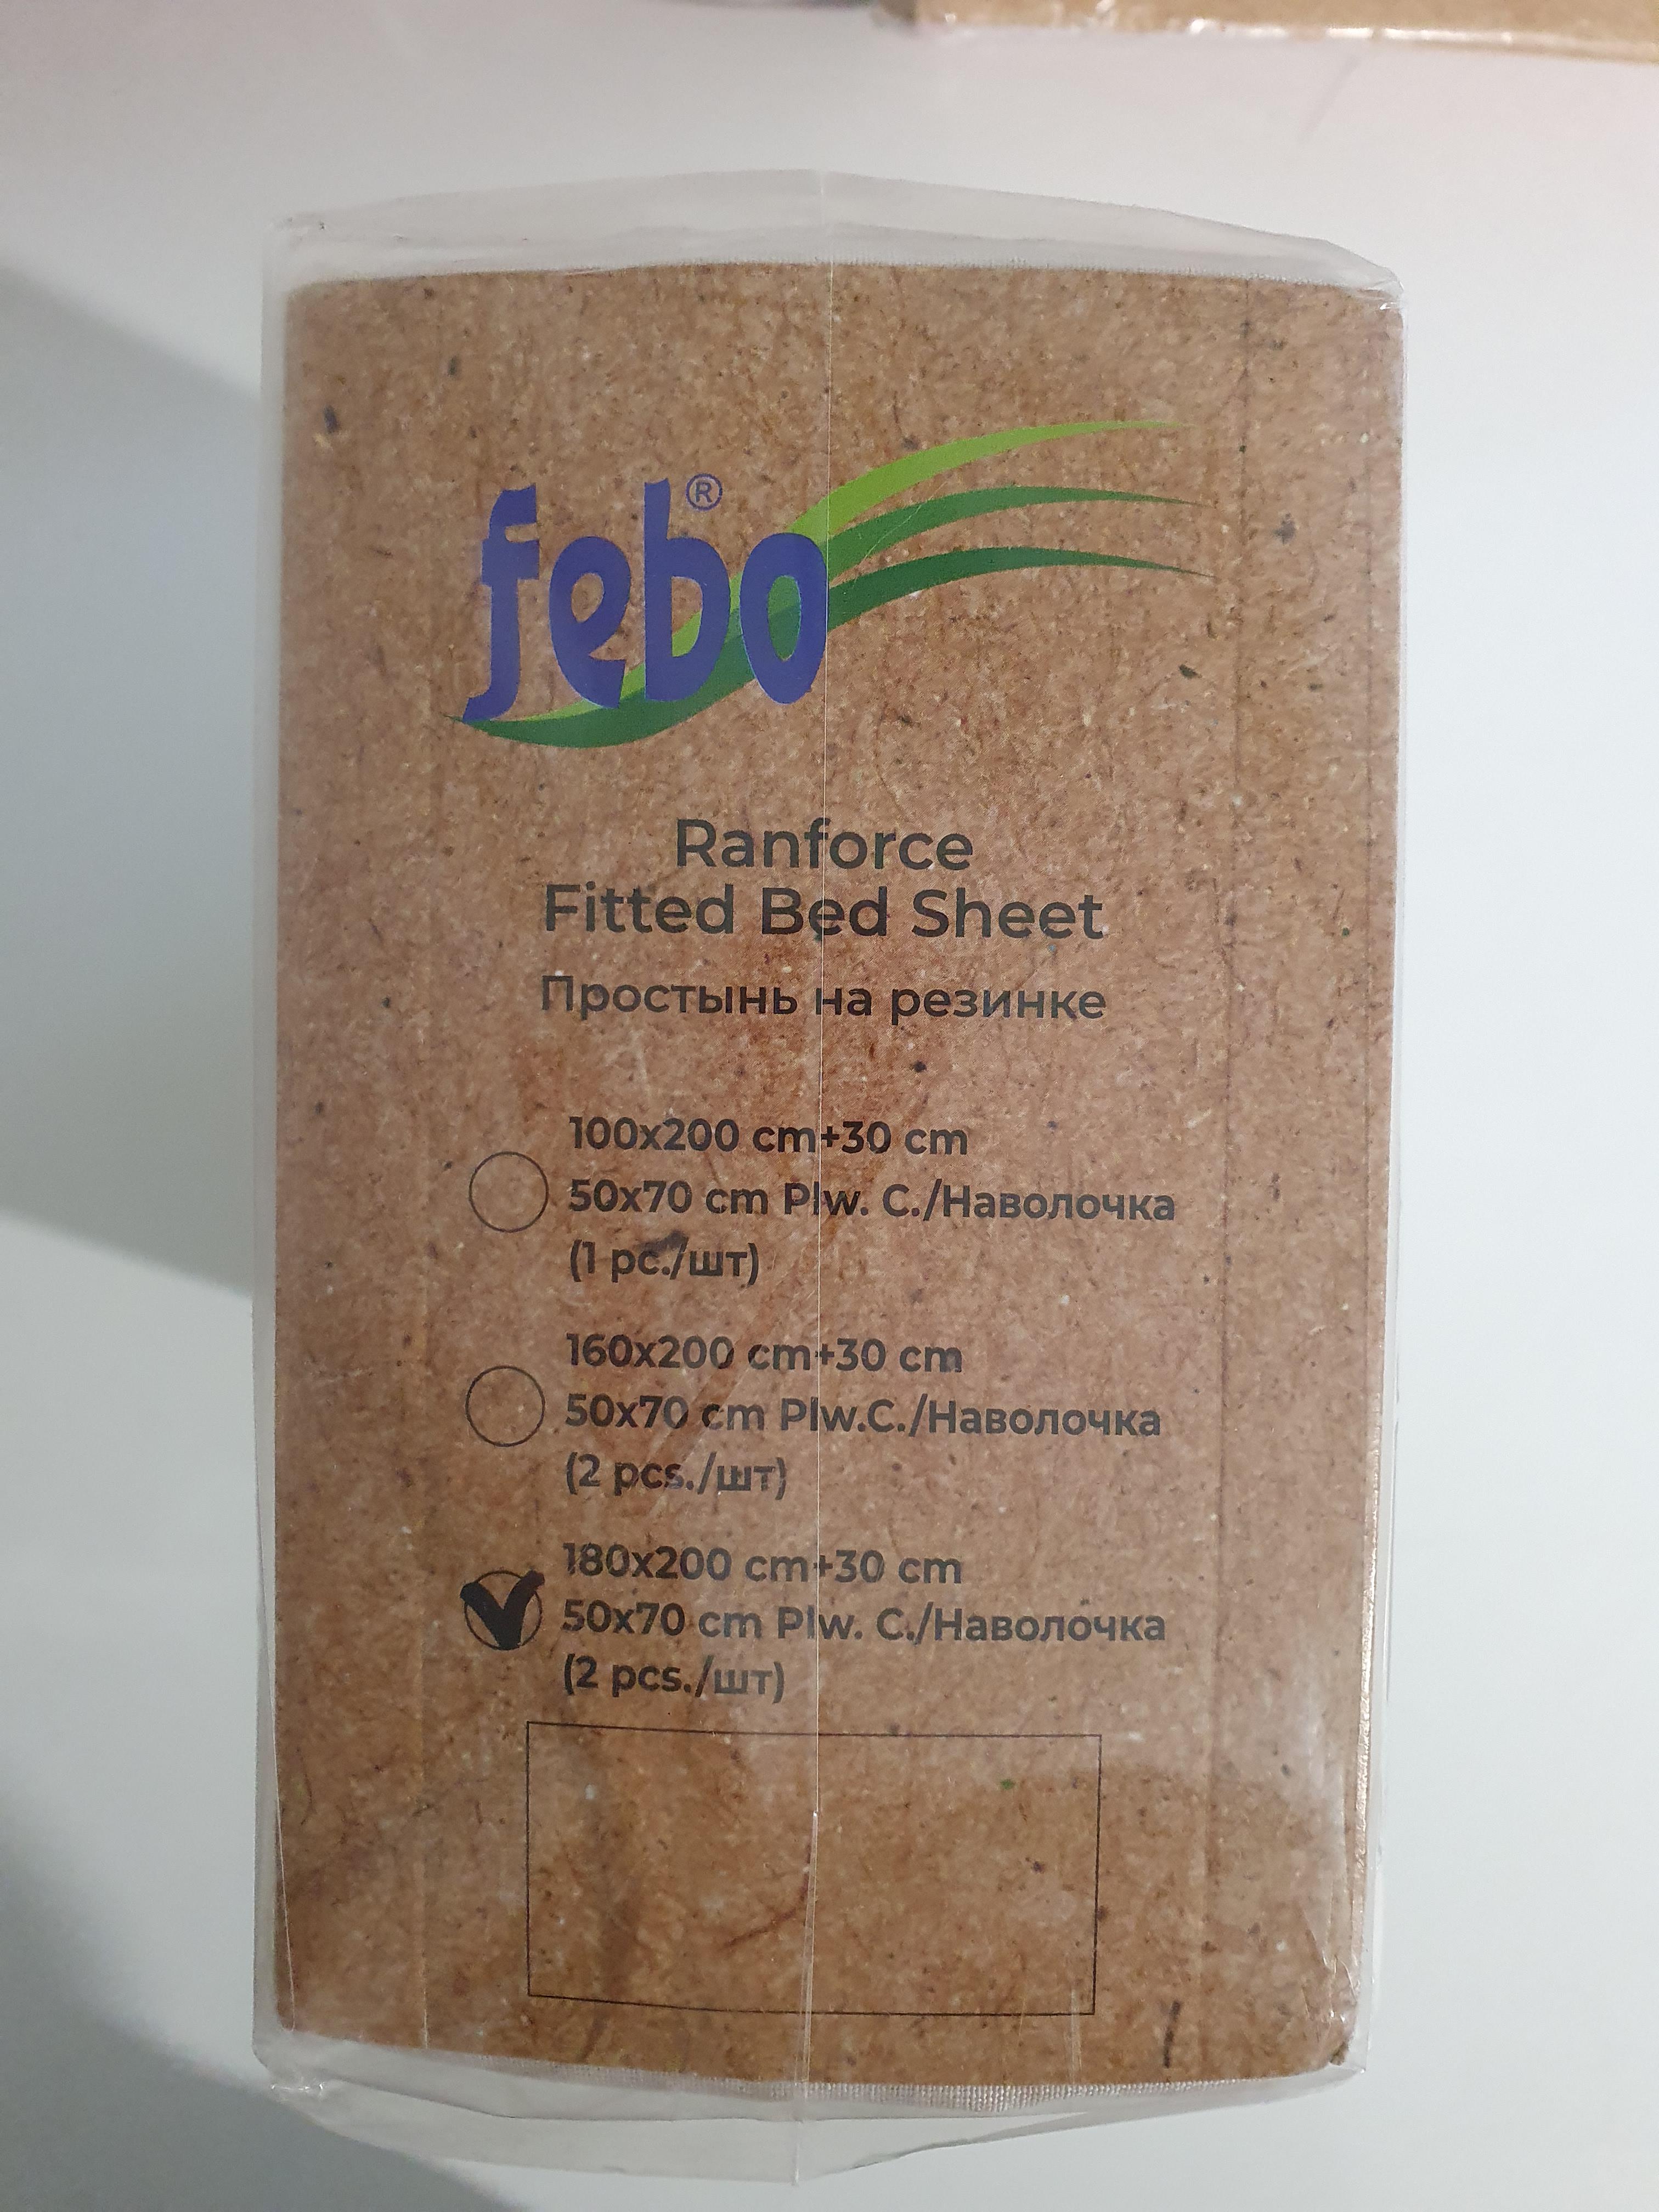 febo®
Ranforce
Fitted Bed Sheet
Простынь на резинке
100x200 cm+30 cm
50x70 cm Plw. C./Наволочка
(1 pc./шт)
160x200 cm+30 cm
50x70 cm Plw.C./Наволочка
(2 pcs./шт)
180x200 cm+30 cm
50x70 cm Plw. C./Наволочка
(2 pcs./шт)